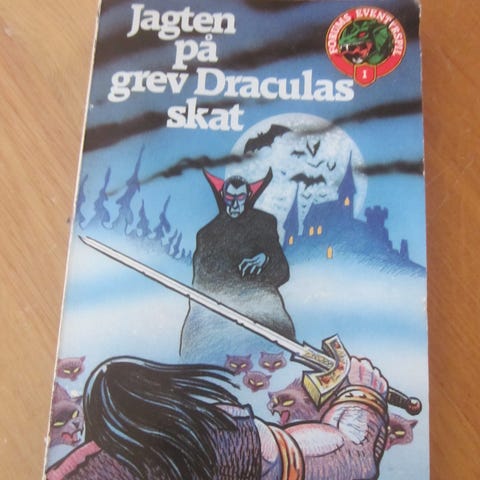 Jagten
på
grev Draculas
skat
FORUMS EVENTYRSPIL
1